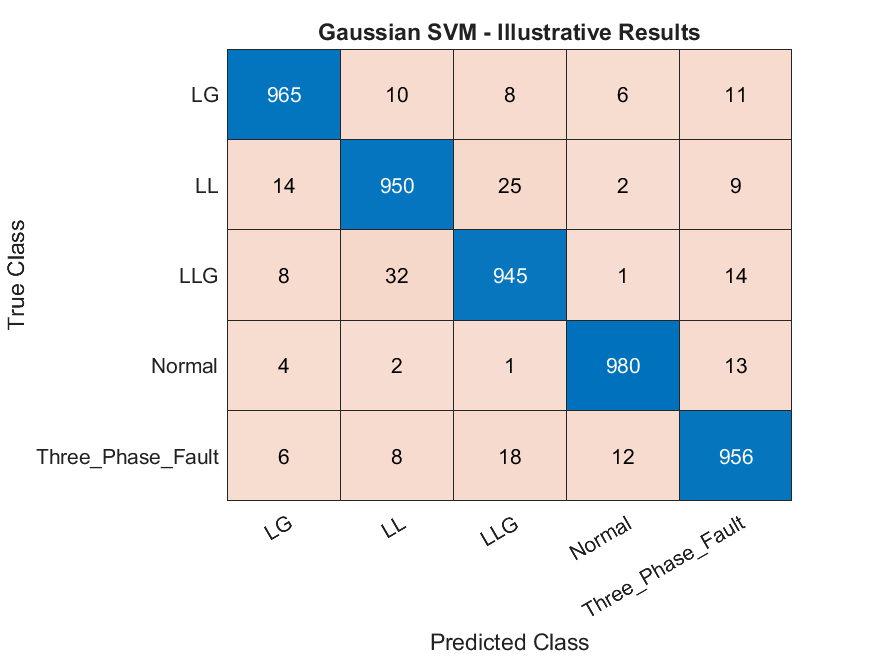 Gaussian SVM - Illustrative Results
True Class
LG 965 10 8 6 11
LL 14 950 25 2 9
LLG 8 32 945 1 14
Normal 4 2 1 980 13
Three_Phase_Fault 6 8 18 12 956
LG LL LLG Normal Three_Phase_Fault
Predicted Class